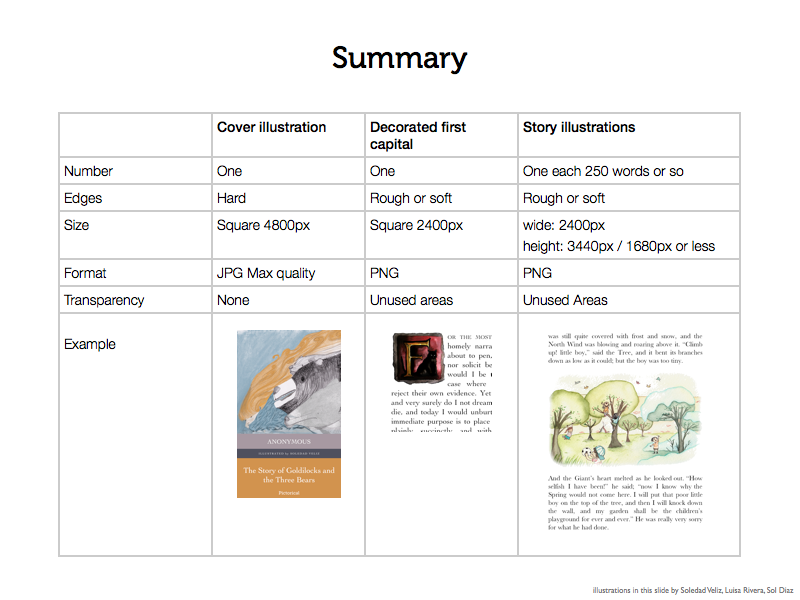 Summary
Cover illustration
Decorated first
capital
Story illustrations
Number
One
One
One each 250 words or so
Edges
Hard
Rough or soft
Rough or soft
Size
Square 4800px
Square 2400px
wide: 2400px
height: 3440px / 1680px or less
Format
JPG Max quality
PNG
PNG
Transparency
None
Unused areas
Unused Areas
Example
ANONYMOUS
ILLUSTRATED BY SOLEDAD VELIZ
The Story of Goldilocks and
the Three Bears
F
OR THE MOST
homely narra
about to pen,
nor solicit be
would I be t
case where
reject their own evidence. Yet
and very surely do I not dream
die, and today I would unburt
immediate purpose is to place
plainly, succinctly, and with
was still quite covered with frost and snow, and the
North Wind was blowing and roaring above it. "Climb
up! little boy," said the Tree, and it bent its branches
down as low as it could; but the boy was too tiny.
And the Giant's heart melted as he looked out. "How
selfish I have been!" he said; "now I know why the
Spring would not come here. I will put that poor little
boy on the top of the tree, and then I will knock down
the wall, and my garden shall be the children's
playground for ever and ever." He was really very sorry
for what he had done.
illustrations in this slide by Soledad Veliz, Luisa Rivera, Sol Diaz